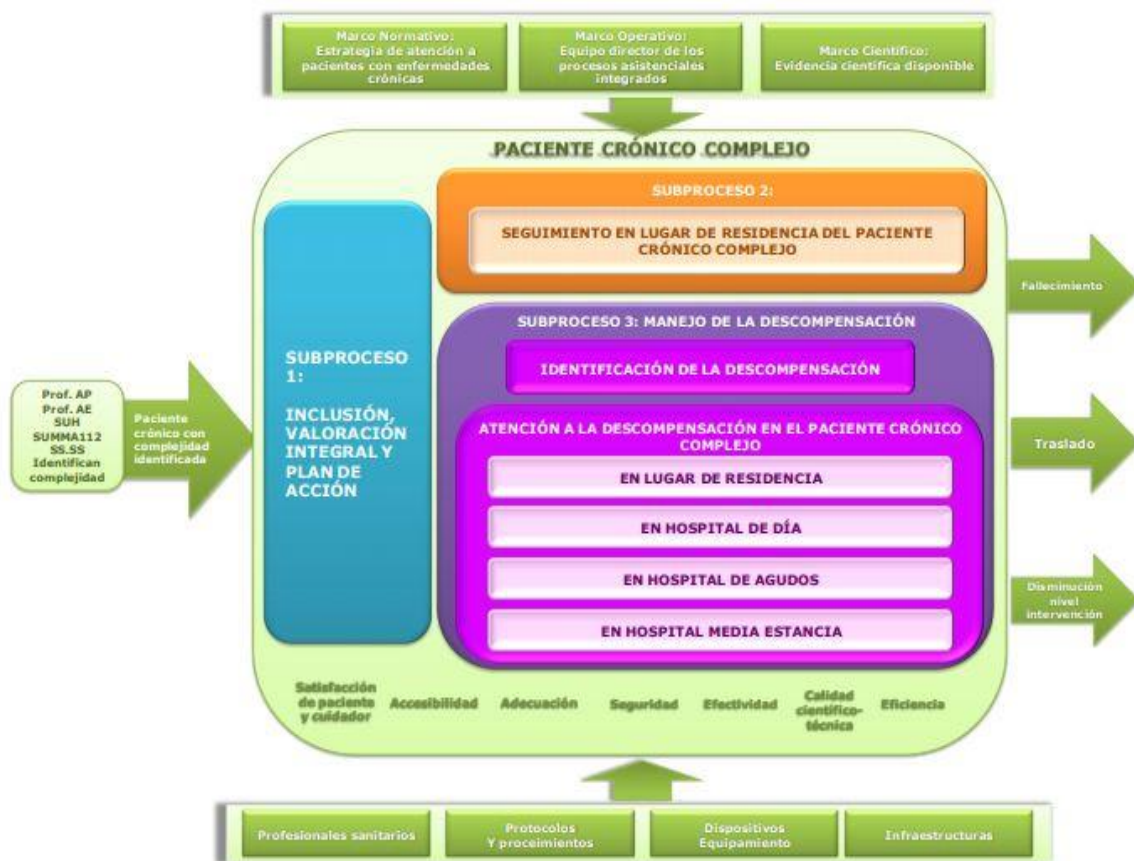 Marco Normativo:
Estrategia de atención a
pacientes con enfermedades
crónicas
Marco Operativo:
Equipo director de los
procesos asistenciales
integrados
Marco Científico:
Evidencia científica disponible
PACIENTE CRÓNICO COMPLEJO
SUBPROCESO 2:
SEGUIMIENTO EN LUGAR DE RESIDENCIA DEL PACIENTE
CRÓNICO COMPLEJO
SUBPROCESO 3: MANEJO DE LA DESCOMPENSACIÓN
IDENTIFICACIÓN DE LA DESCOMPENSACIÓN
ATENCIÓN A LA DESCOMPENSACIÓN EN EL PACIENTE CRÓNICO
COMPLEJO
EN LUGAR DE RESIDENCIA
EN HOSPITAL DE DÍA
EN HOSPITAL DE AGUDOS
EN HOSPITAL MEDIA ESTANCIA
SUBPROCESO
1:
INCLUSIÓN,
VALORACIÓN
INTEGRAL Y
PLAN DE
ACCIÓN
Prof. AP
Prof. AE
SUH
SUMMA112
SS.SS
Identifican
complejidad
Paciente
crónico con
complejidad
identificada
Fallecimiento
Traslado
Disminución
nivel
intervención
Satisfacción
de paciente
y cuidador
Accesibilidad
Adecuación
Seguridad
Efectividad
Calidad
científico-
técnica
Eficiencia
Profesionales sanitarios
Protocolos
Y proceimientos
Dispositivos
Equipamiento
Infraestructuras